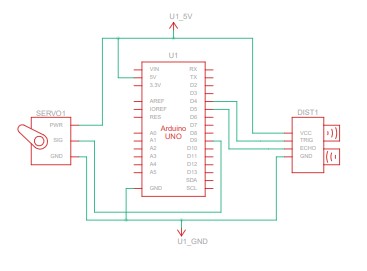 U1_5V
U1
VIN
5V
3.3V
AREF
IOREF
RES
A0
A1
A2
A3
A4
A5
GND
Arduino
UNO
RX
TX
D2
D3
D4
D5
D6
D7
D8
D9
D10
D11
D12
D13
SDA
SCL
SERVO1
PWR
SIG
GND
DIST1
VCC
TRIG
ECHO
GND
U1_GND